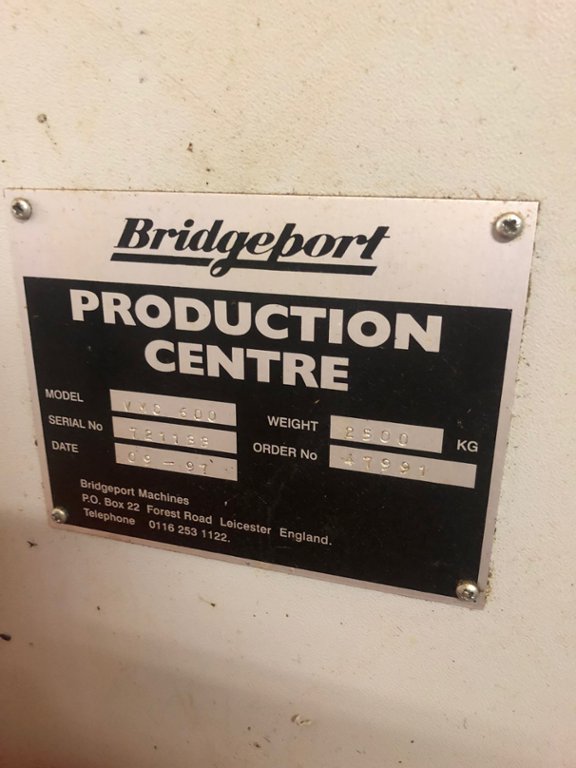 Bridgeport
PRODUCTION
CENTRE
MODEL VMC 600 WEIGHT 2500 KG
SERIAL No ORDER No 47991
DATE 09-97
Bridgeport Machines
P.O. Box 22 Forest Road Leicester England.
Telephone 0116 253 1122.